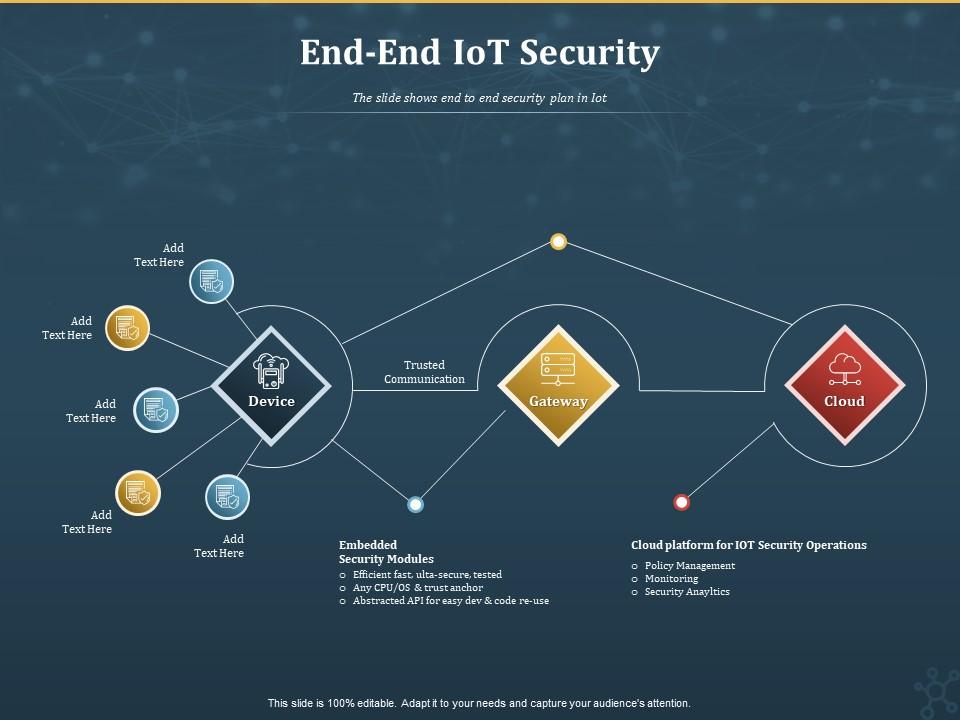 End-End IoT Security
The slide shows end to end security plan in Iot
Add
Text Here
Add
Text Here
Add
Text Here
Add
Text Here
Add
Text Here
Device
Trusted
Communication
Gateway
Cloud
Embedded
Security Modules
o Efficient fast, ulta-secure, tested
o Any CPU/OS & trust anchor
o Abstracted API for easy dev & code re-use
Cloud platform for IOT Security Operations
o Policy Management
o Monitoring
o Security Anayltics
This slide is 100% editable. Adapt it to your needs and capture your audience's attention.